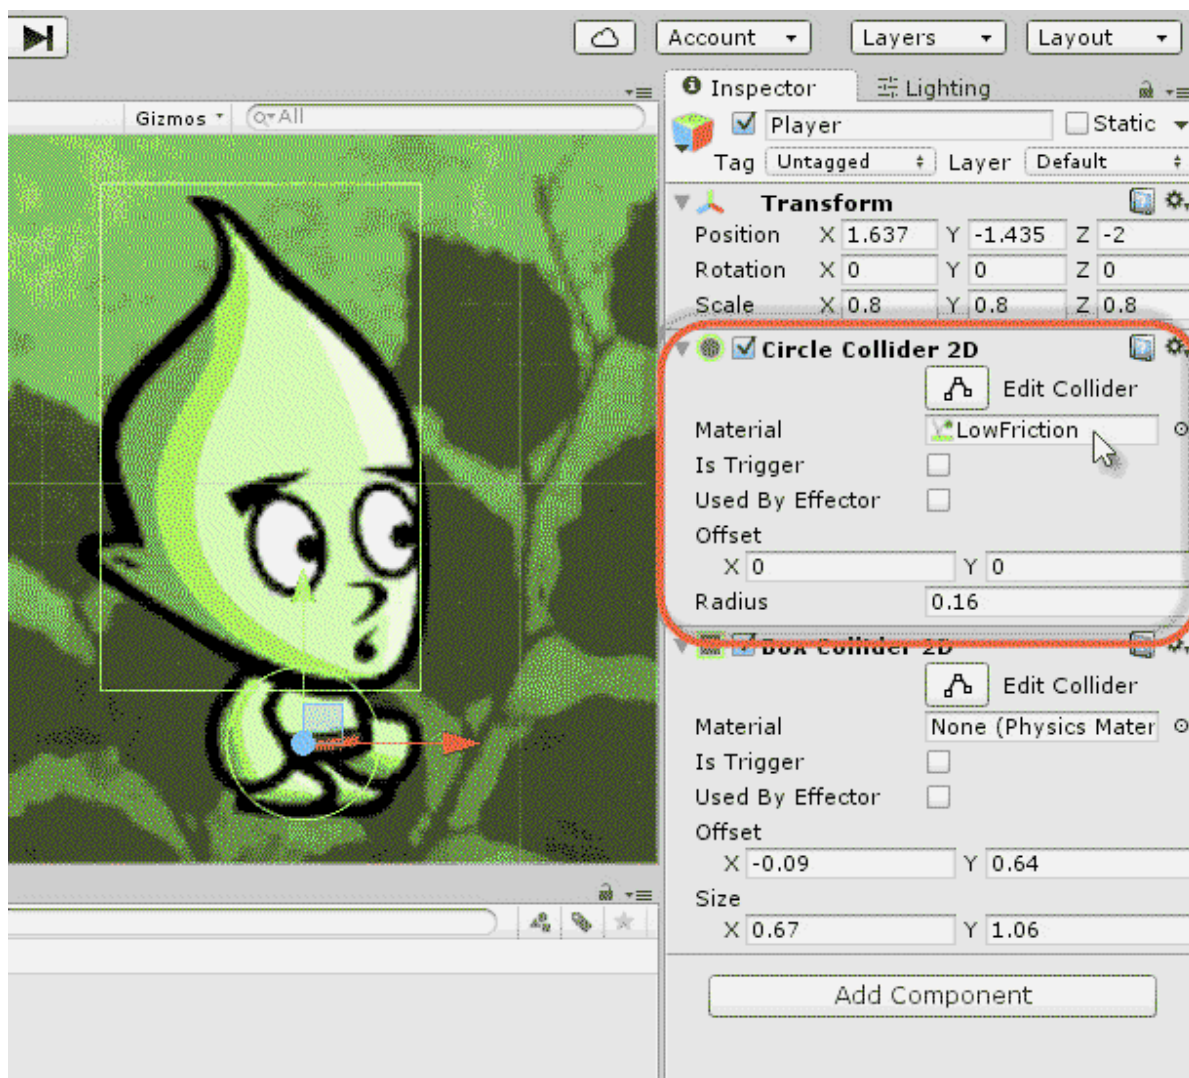 Account
Layers
Layout
Inspector
Lighting
Gizmos
All
Player
Static
Tag Untagged Layer Default
Transform
Position X 1.637 Y -1.435 Z -2
Rotation X 0 Y 0 Z 0
Scale X 0.8 Y 0.8 Z 0.8
Circle Collider 2D
Edit Collider
Material LowFriction
Is Trigger
Used By Effector
Offset
X 0 Y 0
Radius 0.16
Box Collider 2D
Edit Collider
Material None (Physics Mater
Is Trigger
Used By Effector
Offset
X -0.09 Y 0.64
Size
X 0.67 Y 1.06
Add Component